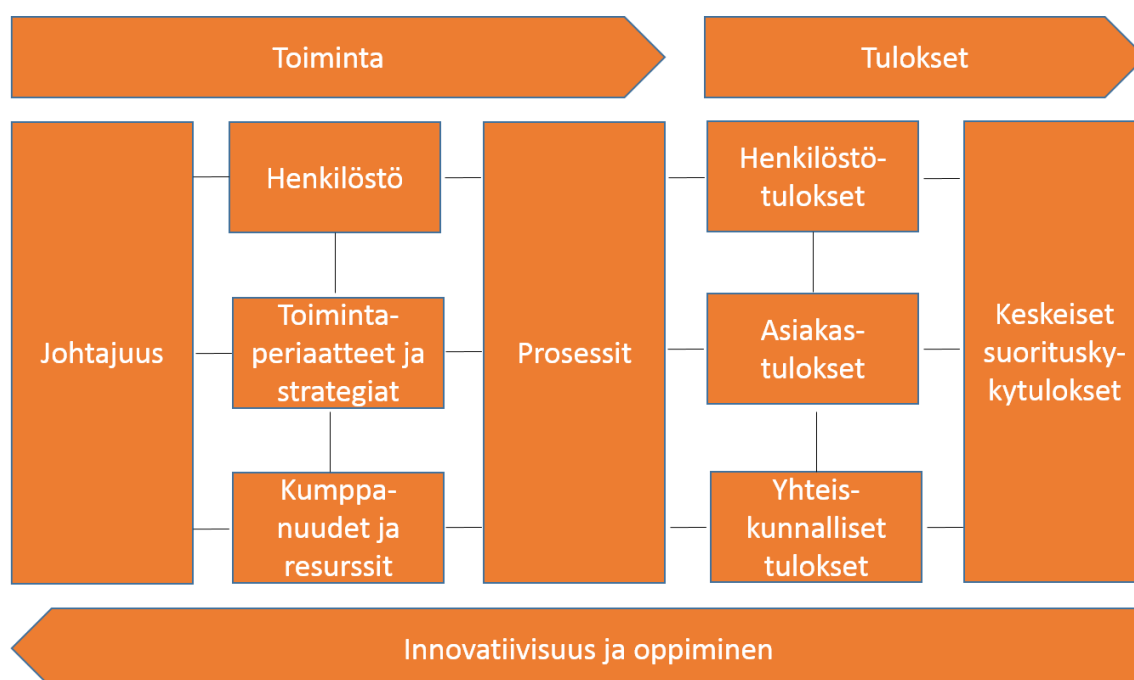 Toiminta
Tulokset
Johtajuus
Henkilöstö
Toiminta-
periaatteet ja
strategiat
Kumppa-
nuudet ja
resurssit
Prosessit
Henkilöstö-
tulokset
Asiakas-
tulokset
Yhteis-
kunnalliset
tulokset
Keskeiset
suoritusky-
kytulokset
Innovatiivisuus ja oppiminen